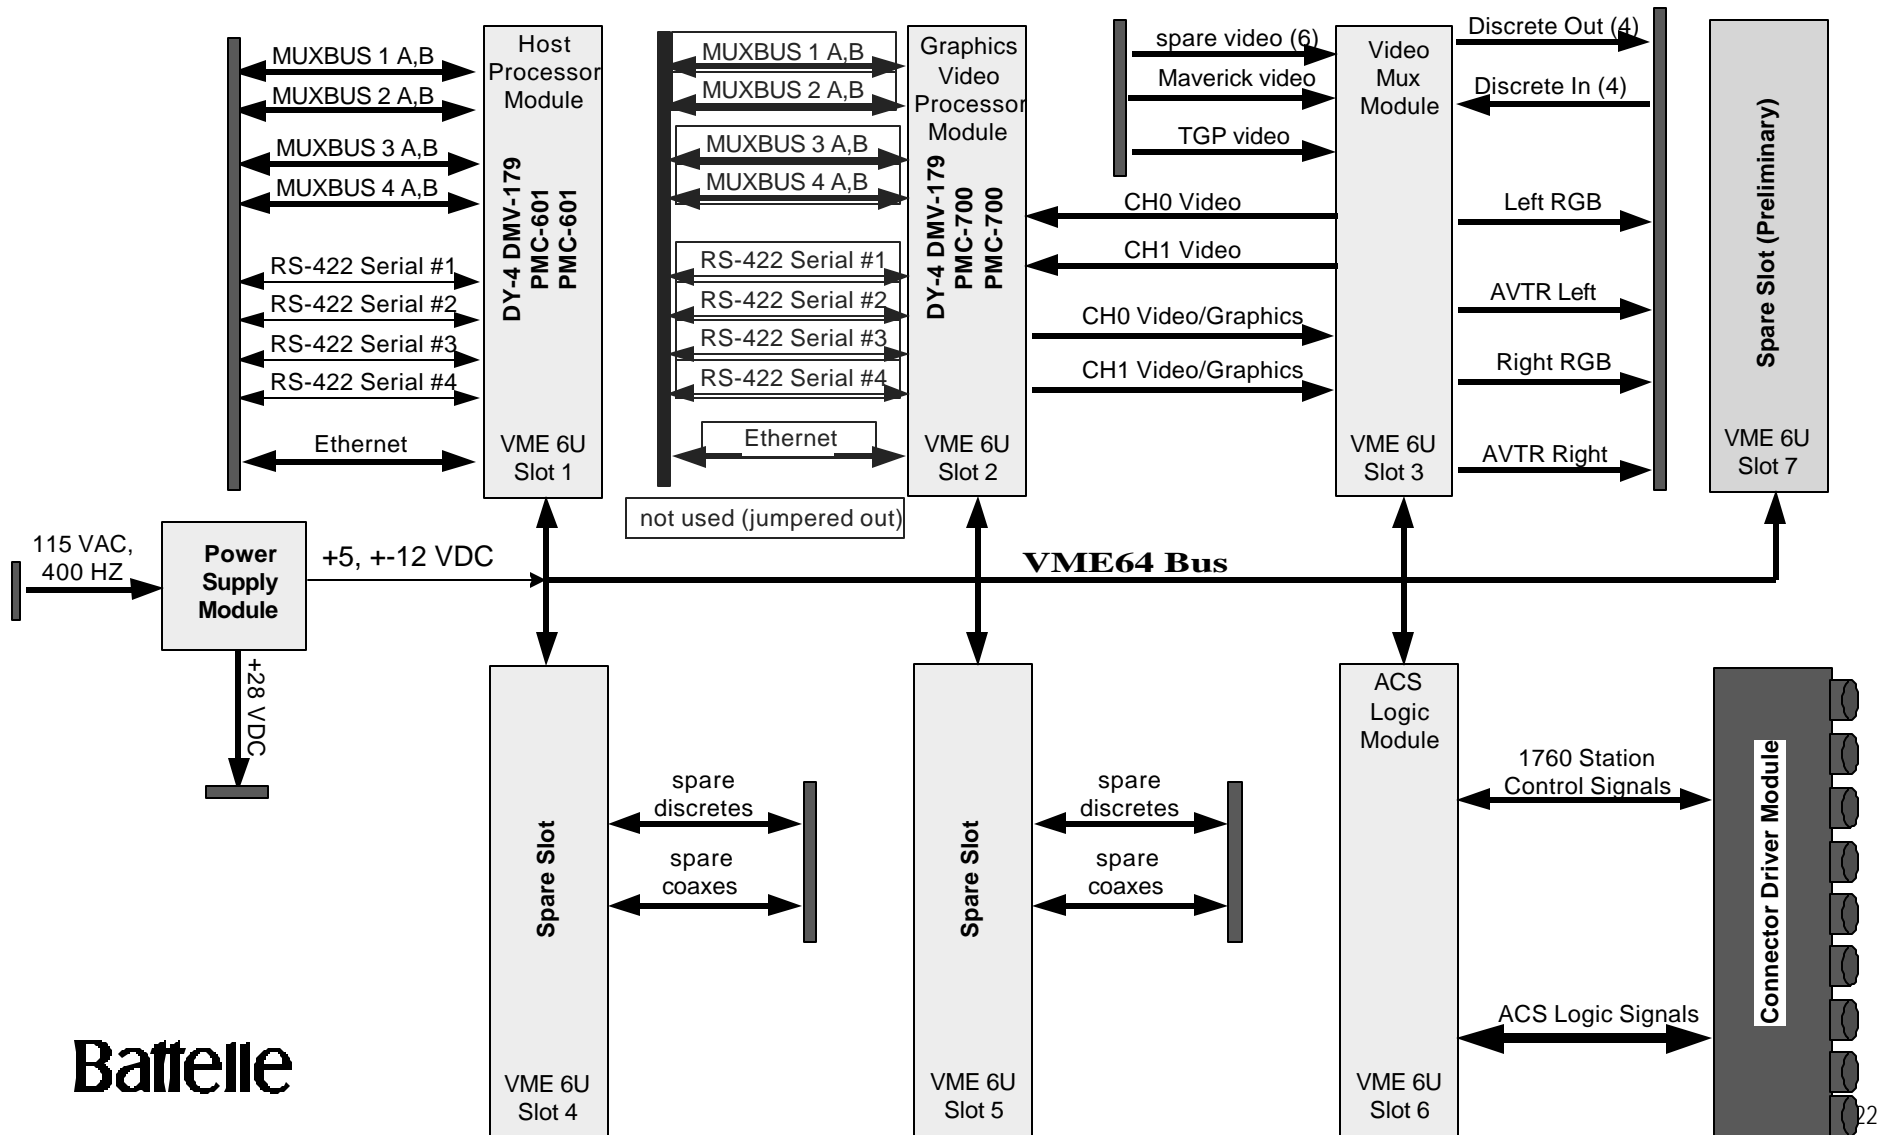 MUXBUS 1 A,B
MUXBUS 2 A,B
MUXBUS 3 A,B
MUXBUS 4 A,B
RS-422 Serial #1
RS-422 Serial #2
RS-422 Serial #3
RS-422 Serial #4
Ethernet
Host
Processor
Module
DY-4 DMV-179
PMC-601
PMC-601
VME 6U
Slot 1
MUXBUS 1 A,B
MUXBUS 2 A,B
MUXBUS 3 A,B
MUXBUS 4 A,B
RS-422 Serial #1
RS-422 Serial #2
RS-422 Serial #3
RS-422 Serial #4
Ethernet
not used (jumpered out)
Graphics
Video
Processor
Module
DY-4 DMV-179
PMC-700
PMC-700
VME 6U
Slot 2
spare video (6)
Maverick video
TGP video
CH0 Video
CH1 Video
CH0 Video/Graphics
CH1 Video/Graphics
Video
Mux
Module
VME 6U
Slot 3
Discrete Out (4)
Discrete In (4)
Left RGB
AVTR Left
Right RGB
AVTR Right
Spare Slot (Preliminary)
VME 6U
Slot 7
115 VAC,
400 HZ
Power
Supply
Module
+5, +-12 VDC
+28 VDC
VME64 Bus
Spare Slot
VME 6U
Slot 4
spare
discretes
spare
coaxes
Spare Slot
VME 6U
Slot 5
spare
discretes
spare
coaxes
ACS
Logic
Module
VME 6U
Slot 6
1760 Station
Control Signals
ACS Logic Signals
Connector Driver Module
Battelle
22